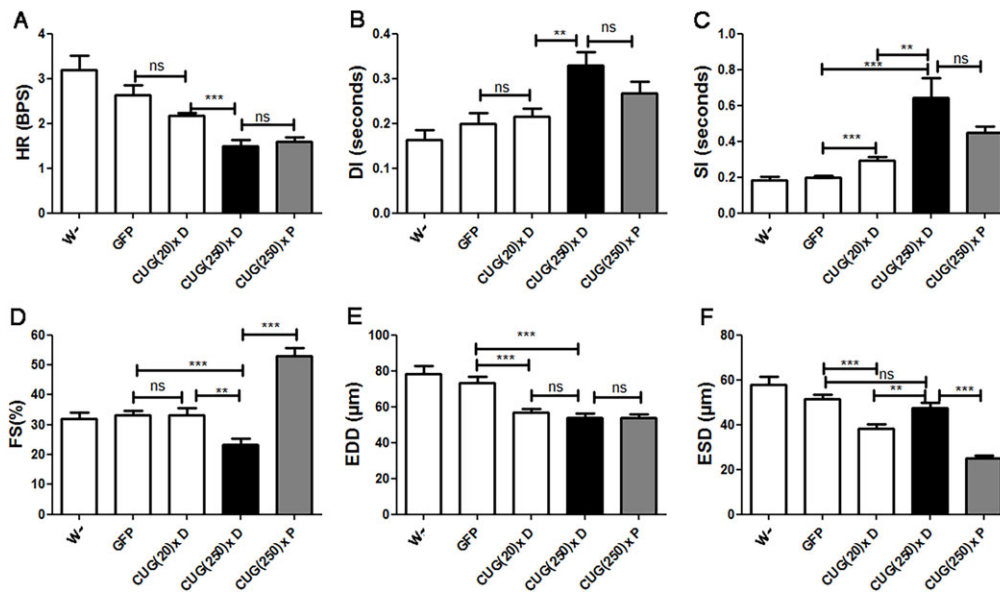 A
HR (BPS)
4
3
2
1
0
ns
***
ns
W-
GFP
CUG(20)x D
CUG(250)x D
CUG(250)x P
B
DI (seconds)
0.4
0.3
0.2
0.1
0.0
ns
**
ns
W-
GFP
CUG(20)x D
CUG(250)x D
CUG(250)x P
C
SI (seconds)
1.0
0.8
0.6
0.4
0.2
0.0
**
***
ns
***
W-
GFP
CUG(20)x D
CUG(250)x D
CUG(250)x P
D
FS(%)
60
50
40
30
20
10
0
***
***
ns
**
W-
GFP
CUG(20)x D
CUG(250)x D
CUG(250)x P
E
EDD (µm)
100
80
60
40
20
0
***
***
ns
ns
W-
GFP
CUG(20)x D
CUG(250)x D
CUG(250)x P
F
ESD (µm)
80
60
40
20
0
***
ns
**
***
W-
GFP
CUG(20)x D
CUG(250)x D
CUG(250)x P